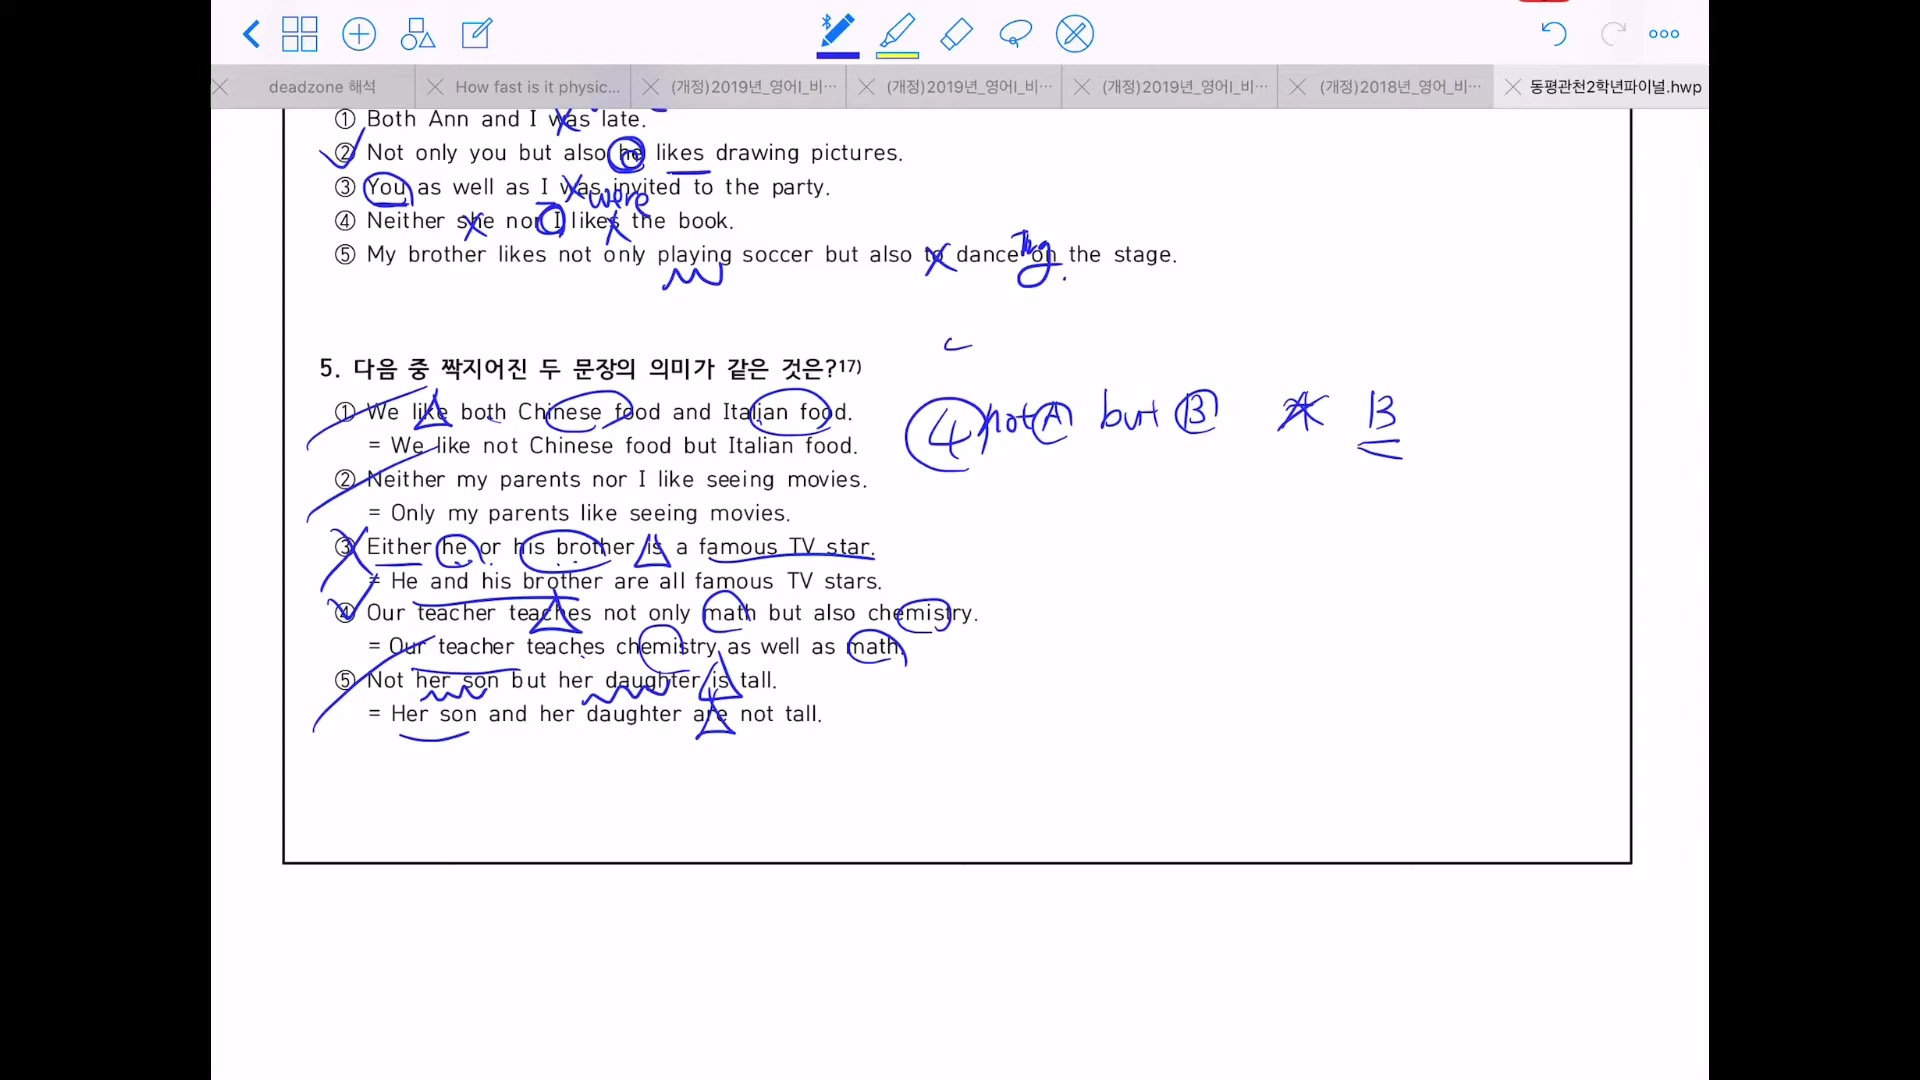 deadzone 해석 How fast is it physic... (개정)2019년_영어I_비… (개정)2019년_영어I_비… (개정)2019년_영어I_비… (개정)2018년_영어_비… 동평관천2학년파이널.hwp
① Both Ann and I was late.
② Not only you but also he likes drawing pictures.
③ You as well as I was invited to the party.
were
④ Neither she nor I likes the book.
⑤ My brother likes not only playing soccer but also to dance on the stage.
5. 다음 중 짝지어진 두 문장의 의미가 같은 것은?17)
① We like both Chinese food and Italian food.
4 not A but B B
= We like not Chinese food but Italian food.
② Neither my parents nor I like seeing movies.
= Only my parents like seeing movies.
③ Either he or his brother is a famous TV star.
= He and his brother are all famous TV stars.
④ Our teacher teaches not only math but also chemistry.
= Our teacher teaches chemistry as well as math.
⑤ Not her son but her daughter is tall.
= Her son and her daughter are not tall.